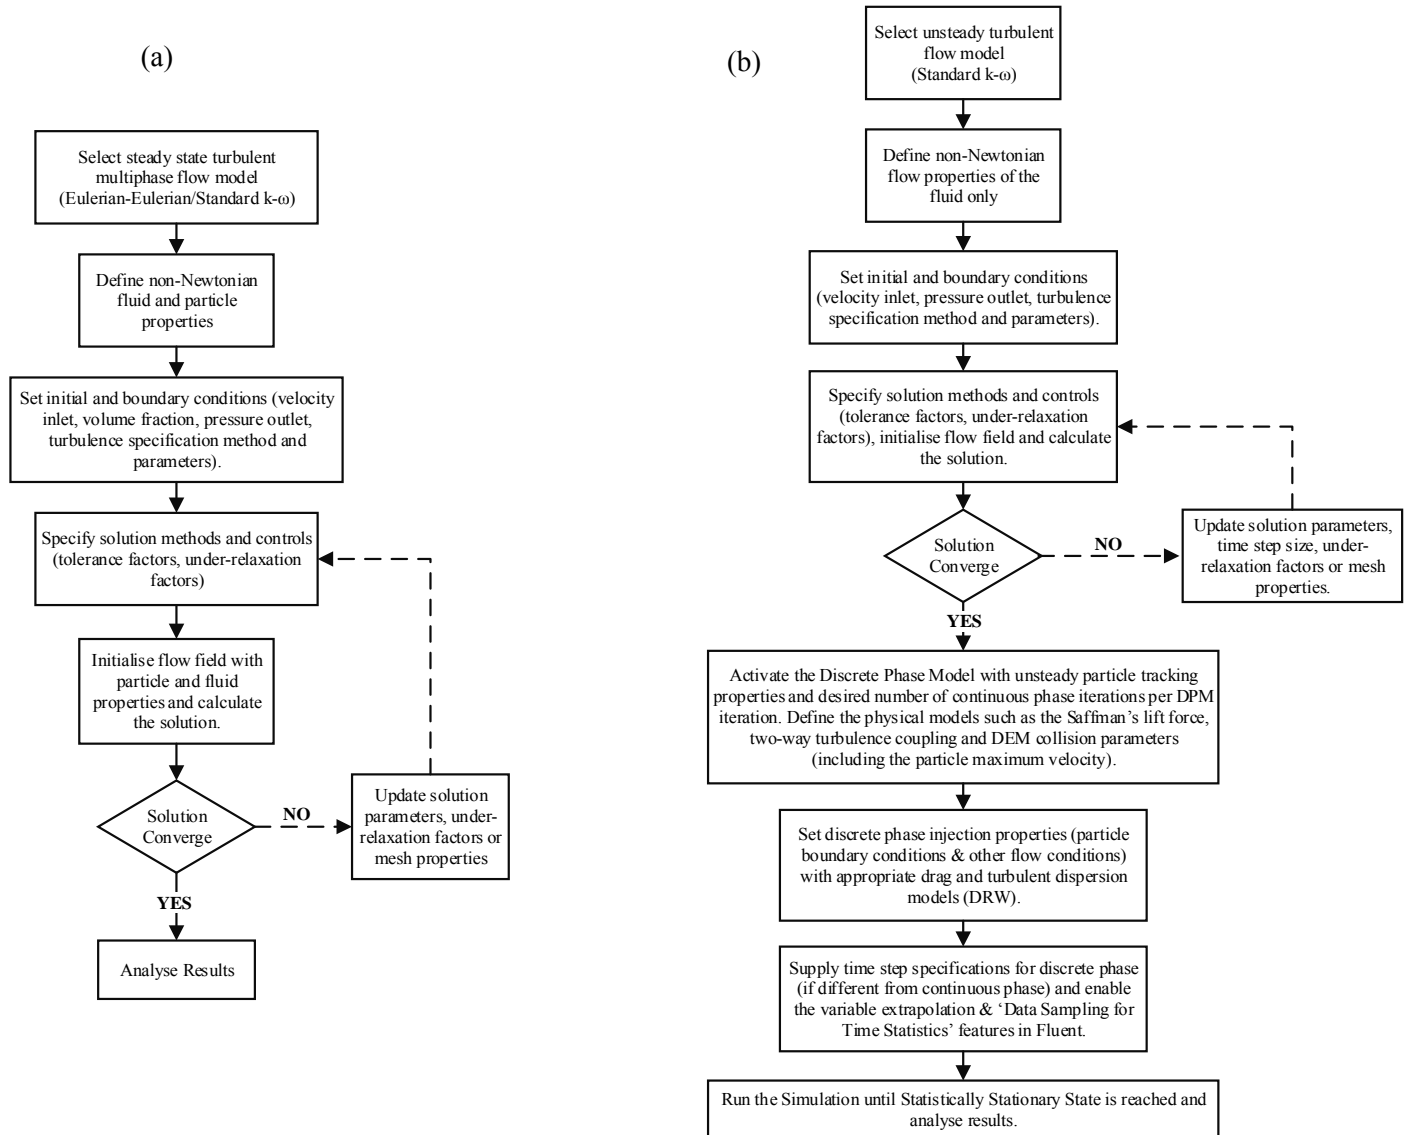 (a)
Select steady state turbulent
multiphase flow model
(Eulerian-Eulerian/Standard k-ω)
Define non-Newtonian
fluid and particle
properties
Set initial and boundary conditions (velocity
inlet, volume fraction, pressure outlet,
turbulence specification method and
parameters).
Specify solution methods and controls
(tolerance factors, under-relaxation
factors)
Initialise flow field with
particle and fluid
properties and calculate
the solution.
Solution
Converge
NO
Update solution
parameters, under-
relaxation factors or
mesh properties
YES
Analyse Results
(b)
Select unsteady turbulent
flow model
(Standard k-ω)
Define non-Newtonian
flow properties of the
fluid only
Set initial and boundary conditions
(velocity inlet, pressure outlet, turbulence
specification method and parameters).
Specify solution methods and controls
(tolerance factors, under-relaxation
factors), initialise flow field and calculate
the solution.
Solution
Converge
NO
Update solution parameters,
time step size, under-
relaxation factors or mesh
properties.
YES
Activate the Discrete Phase Model with unsteady particle tracking
properties and desired number of continuous phase iterations per DPM
iteration. Define the physical models such as the Saffman’s lift force,
two-way turbulence coupling and DEM collision parameters
(including the particle maximum velocity).
Set discrete phase injection properties (particle
boundary conditions & other flow conditions)
with appropriate drag and turbulent dispersion
models (DRW).
Supply time step specifications for discrete phase
(if different from continuous phase) and enable
the variable extrapolation & ‘Data Sampling for
Time Statistics’ features in Fluent.
Run the Simulation until Statistically Stationary State is reached and
analyse results.